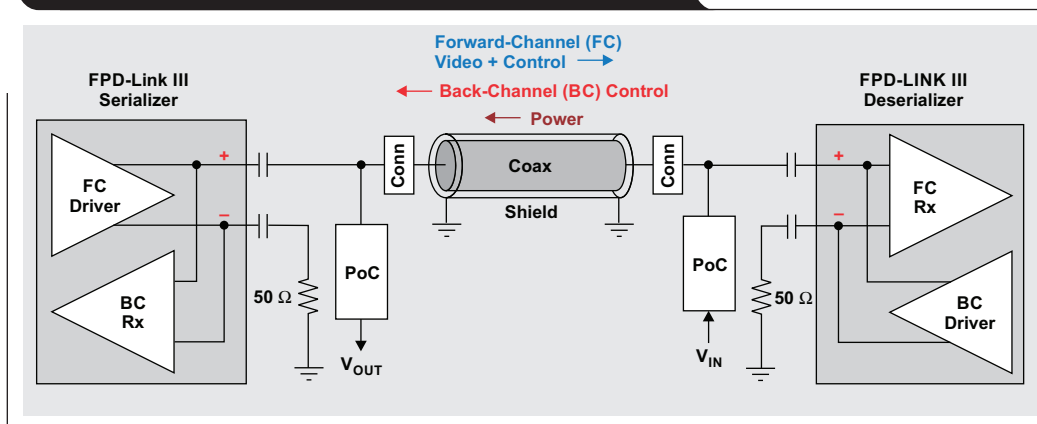 Forward-Channel (FC)
Video + Control
Back-Channel (BC) Control
Power
FPD-Link III
Serializer
FPD-LINK III
Deserializer
+
+
Conn
Coax
Conn
FC
Driver
FC
Rx
–
–
Shield
PoC
PoC
BC
Rx
50 Ω
50 Ω
BC
Driver
VOUT
VIN